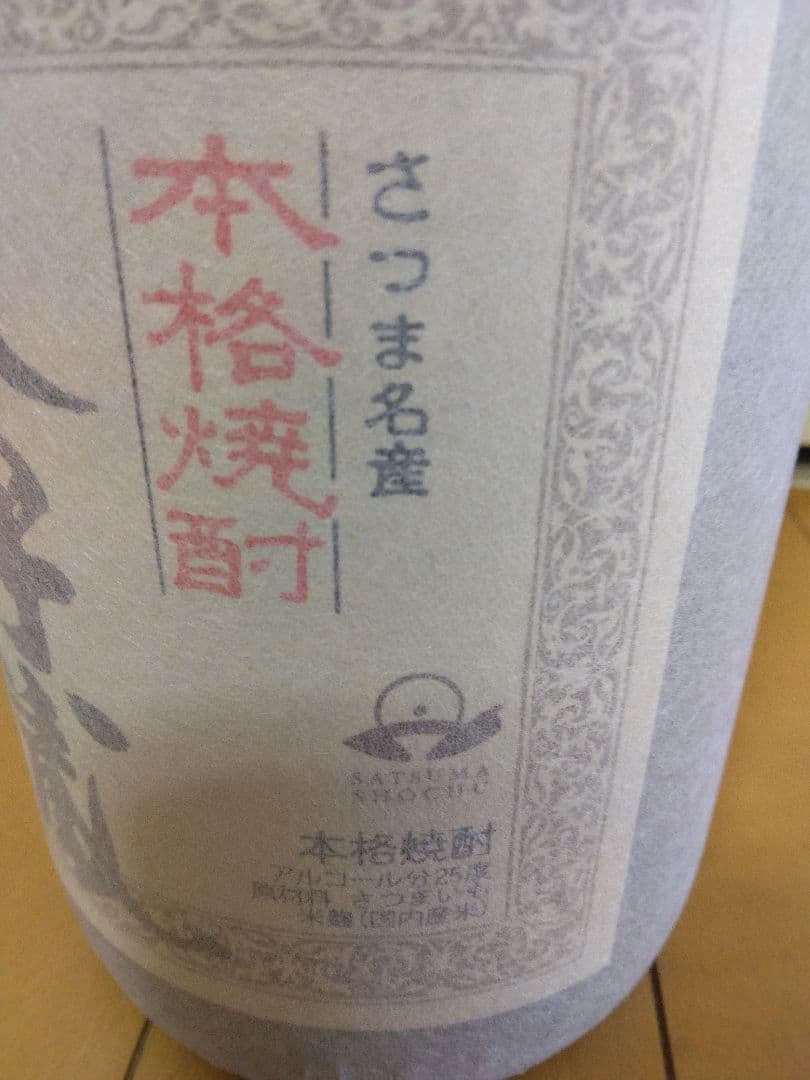 さつま名産
本格焼酎
SATSUMA
SHOCHU
本格焼酎
アルコール分25度
原材料 さつまいも
米麹(国内産米)